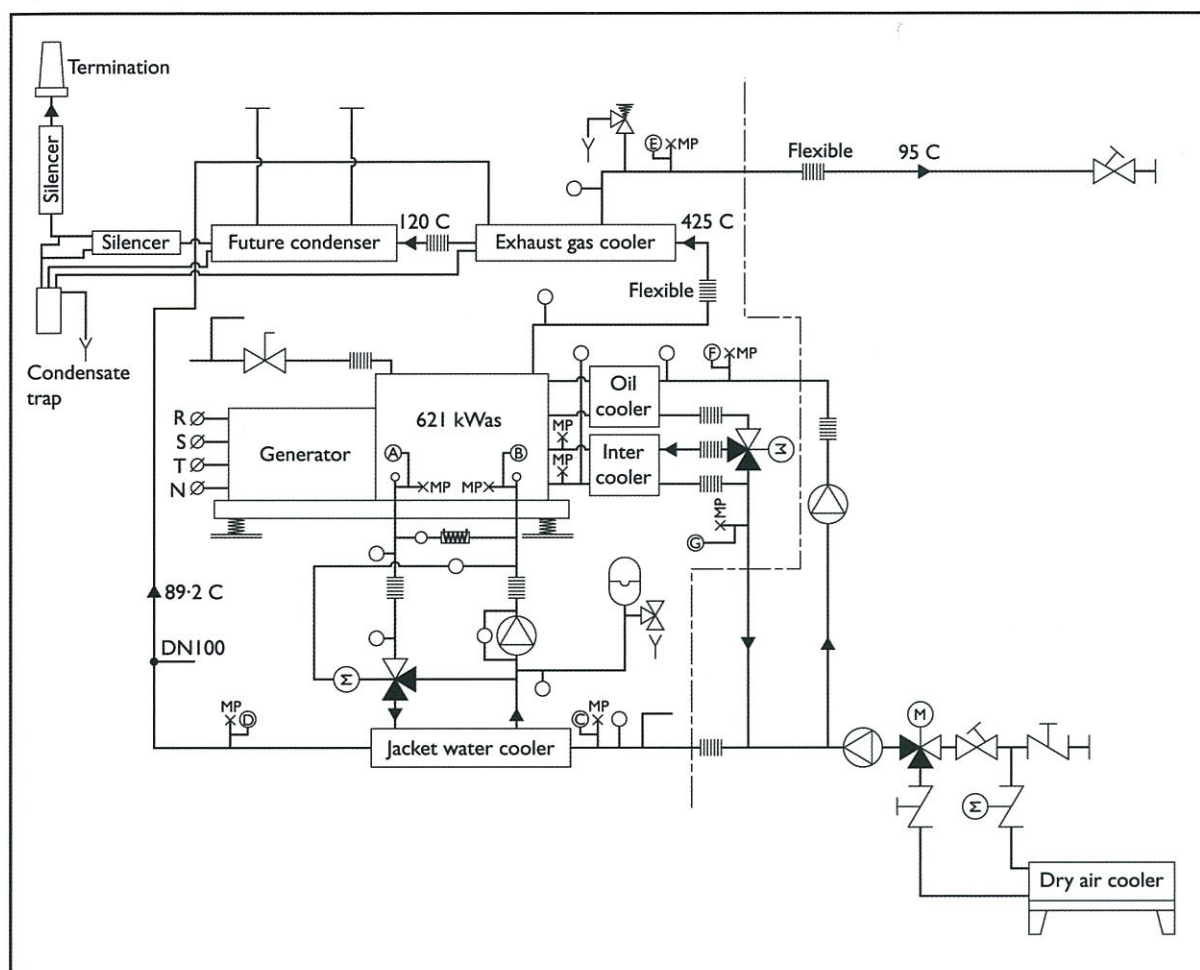 Termination
Silencer
E
MP
Flexible
95 C
Silencer
Future condenser
120 C
Exhaust gas cooler
425 C
Flexible
Condensate
trap
F
MP
Oil
cooler
R
S
T
N
Generator
621 kWas
A
B
MP
MP
MP
MP
Inter
cooler
M
MP
G
89·2 C
DN100
M
MP
D
C
MP
Jacket water cooler
M
M
Dry air cooler